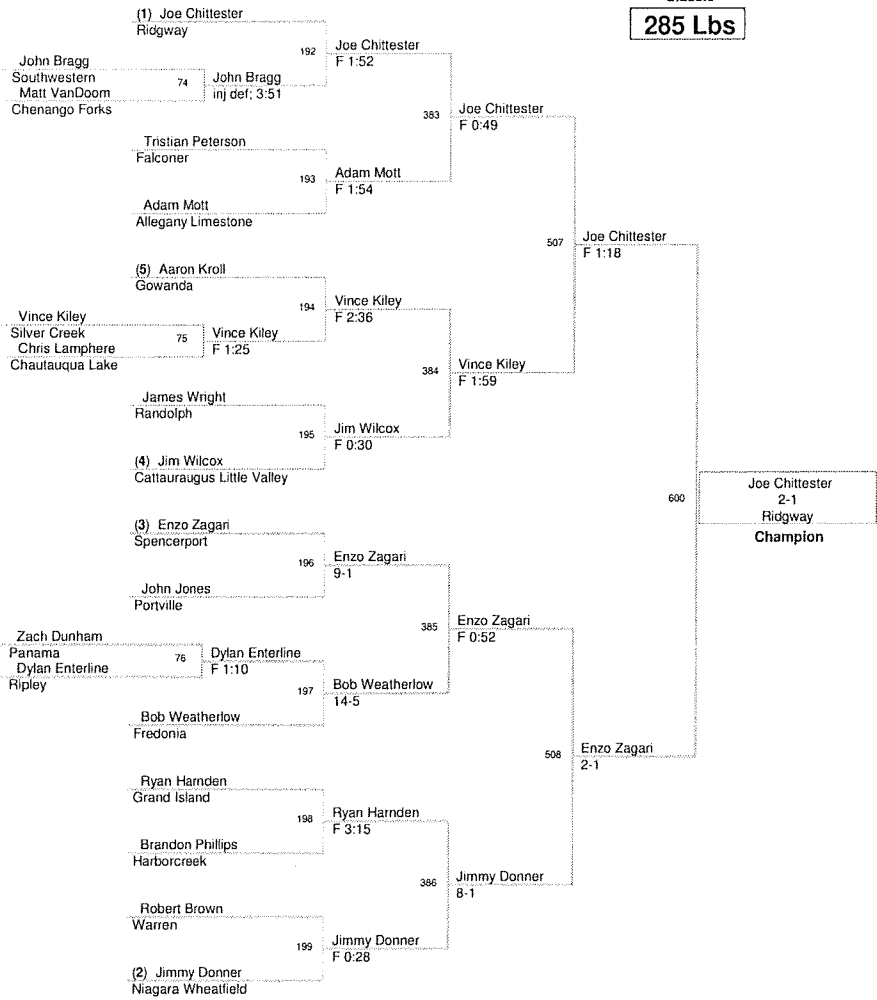 285 Lbs
(1) Joe Chittester
Ridgway
192
Joe Chittester
F 1:52
John Bragg
Southwestern
74
John Bragg
inj def; 3:51
Matt VanDoom
Chenango Forks
383
Joe Chittester
F 0:49
Tristian Peterson
Falconer
193
Adam Mott
F 1:54
Adam Mott
Allegany Limestone
507
Joe Chittester
F 1:18
(5) Aaron Kroll
Gowanda
194
Vince Kiley
F 2:36
Vince Kiley
Silver Creek
75
Vince Kiley
F 1:25
Chris Lamphere
Chautauqua Lake
384
Vince Kiley
F 1:59
James Wright
Randolph
195
Jim Wilcox
F 0:30
(4) Jim Wilcox
Cattauraugus Little Valley
600
Joe Chittester
2-1
Ridgway
Champion
(3) Enzo Zagari
Spencerport
196
Enzo Zagari
9-1
John Jones
Portville
385
Enzo Zagari
F 0:52
Zach Dunham
Panama
76
Dylan Enterline
F 1:10
Dylan Enterline
Ripley
197
Bob Weatherlow
14-5
Bob Weatherlow
Fredonia
508
Enzo Zagari
2-1
Ryan Harnden
Grand Island
198
Ryan Harnden
F 3:15
Brandon Phillips
Harborcreek
386
Jimmy Donner
8-1
Robert Brown
Warren
199
Jimmy Donner
F 0:28
(2) Jimmy Donner
Niagara Wheatfield